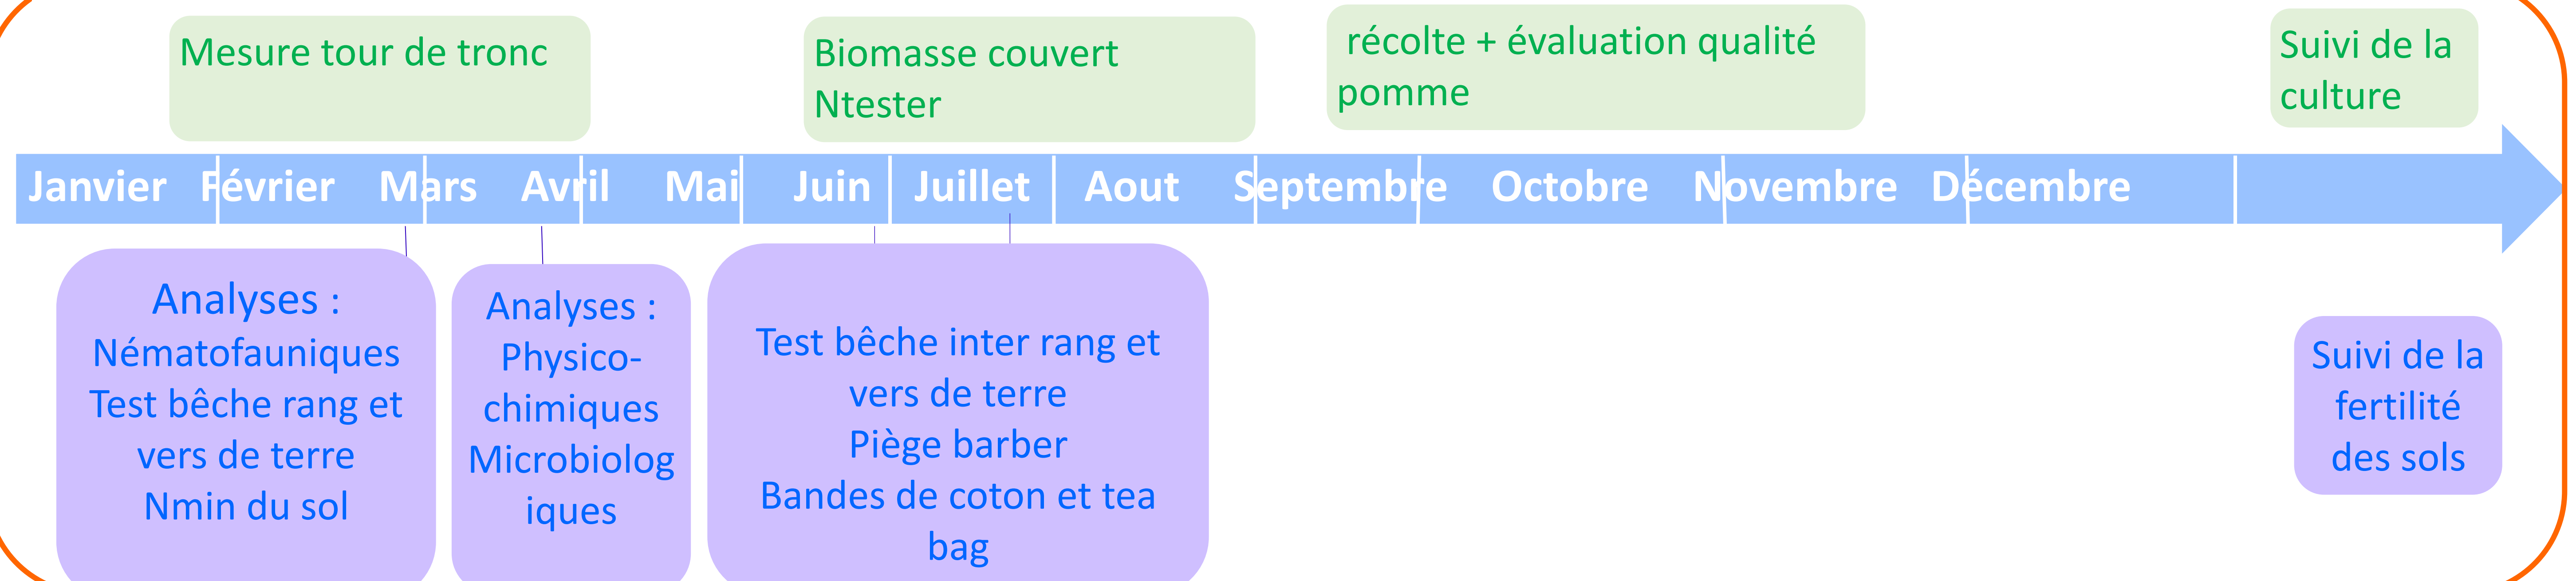 Mesure tour de tronc
Biomasse couvert
Ntester
récolte + évaluation qualité
pomme
Suivi de la
culture
Janvier Février Mars Avril Mai Juin Juillet Aout Septembre Octobre Novembre Décembre
Analyses :
Nématofauniques
Test bêche rang et
vers de terre
Nmin du sol
Analyses :
Physico-
chimiques
Microbiolog
iques
Test bêche inter rang et
vers de terre
Piège barber
Bandes de coton et tea
bag
Suivi de la
fertilité
des sols